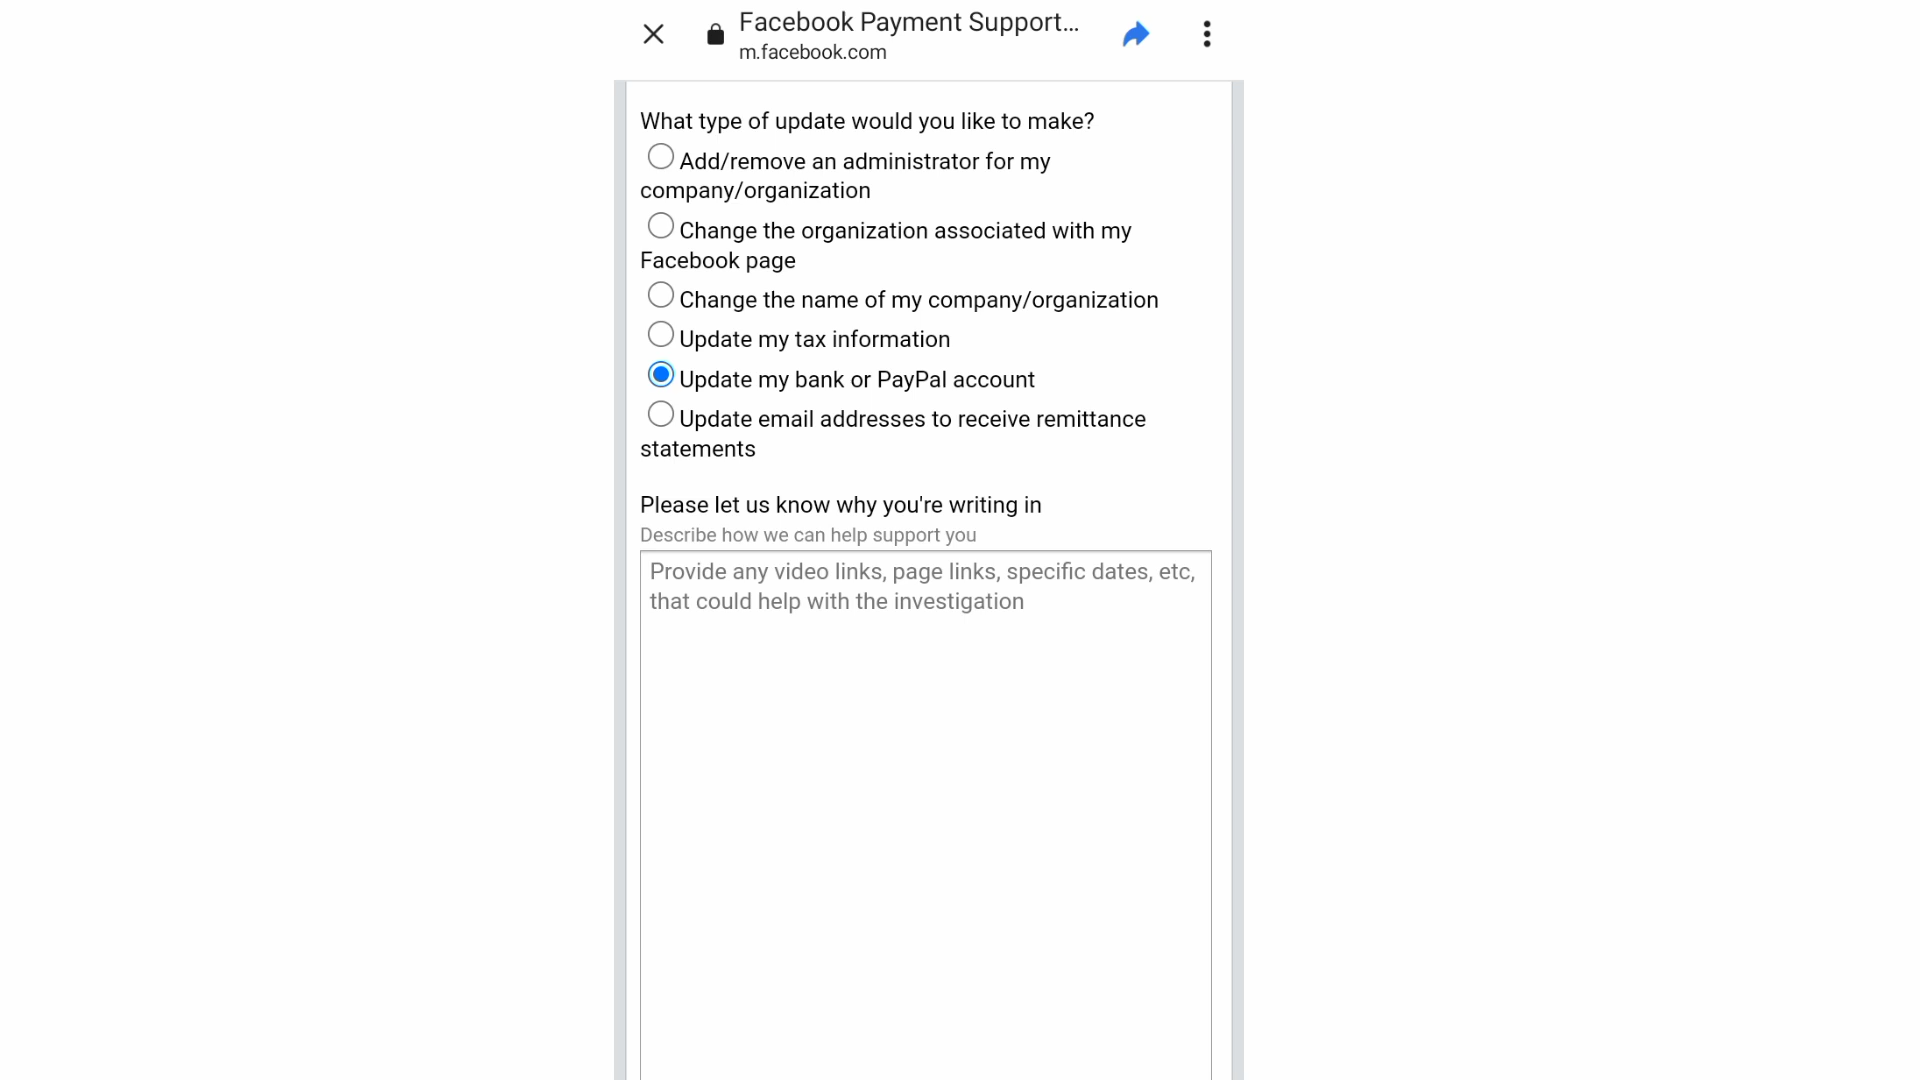 Facebook Payment Support...
m.facebook.com
What type of update would you like to make?
Add/remove an administrator for my
company/organization
Change the organization associated with my
Facebook page
Change the name of my company/organization
Update my tax information
Update my bank or PayPal account
Update email addresses to receive remittance
statements
Please let us know why you're writing in
Describe how we can help support you
Provide any video links, page links, specific dates, etc,
that could help with the investigation